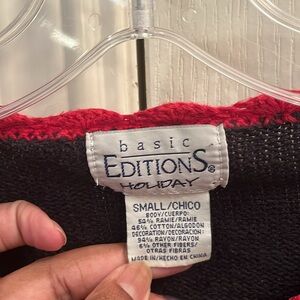 basic
EDITIONS®
HOLIDAY
SMALL/CHICO
BODY/CUERPO:
54% RAMIE/RAMIE
46% COTTON/ALGODON
DECORATION/DECORACION:
94% RAYON/RAYON
6% OTHER FIBERS/
OTRAS FIBRAS
MADE IN/HECHO EN CHINA